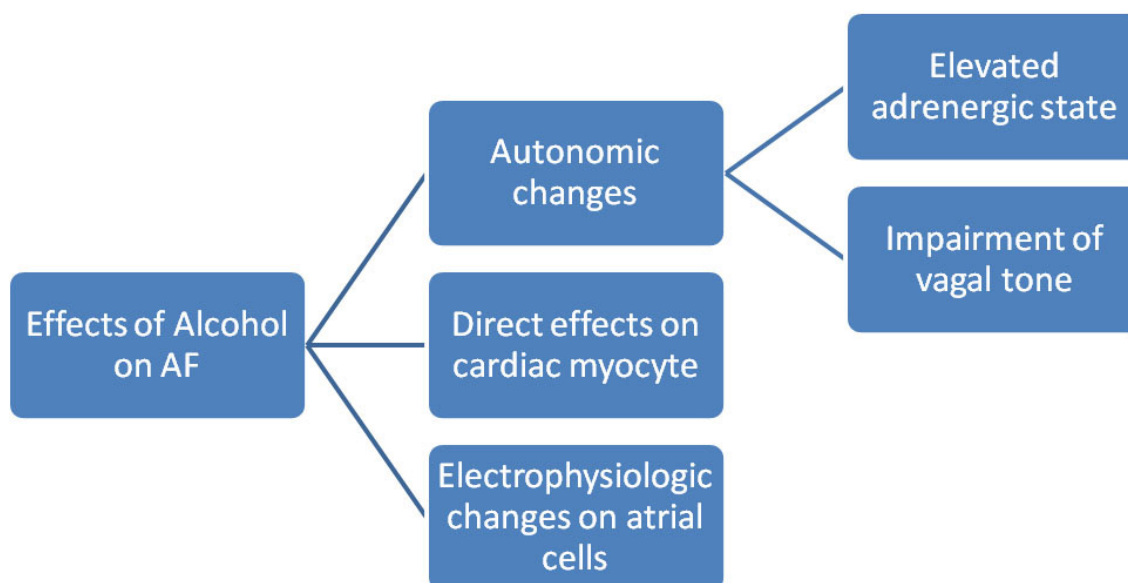 Effects of Alcohol
on AF
Autonomic
changes
Elevated
adrenergic state
Impairment of
vagal tone
Direct effects on
cardiac myocyte
Electrophysiologic
changes on atrial
cells